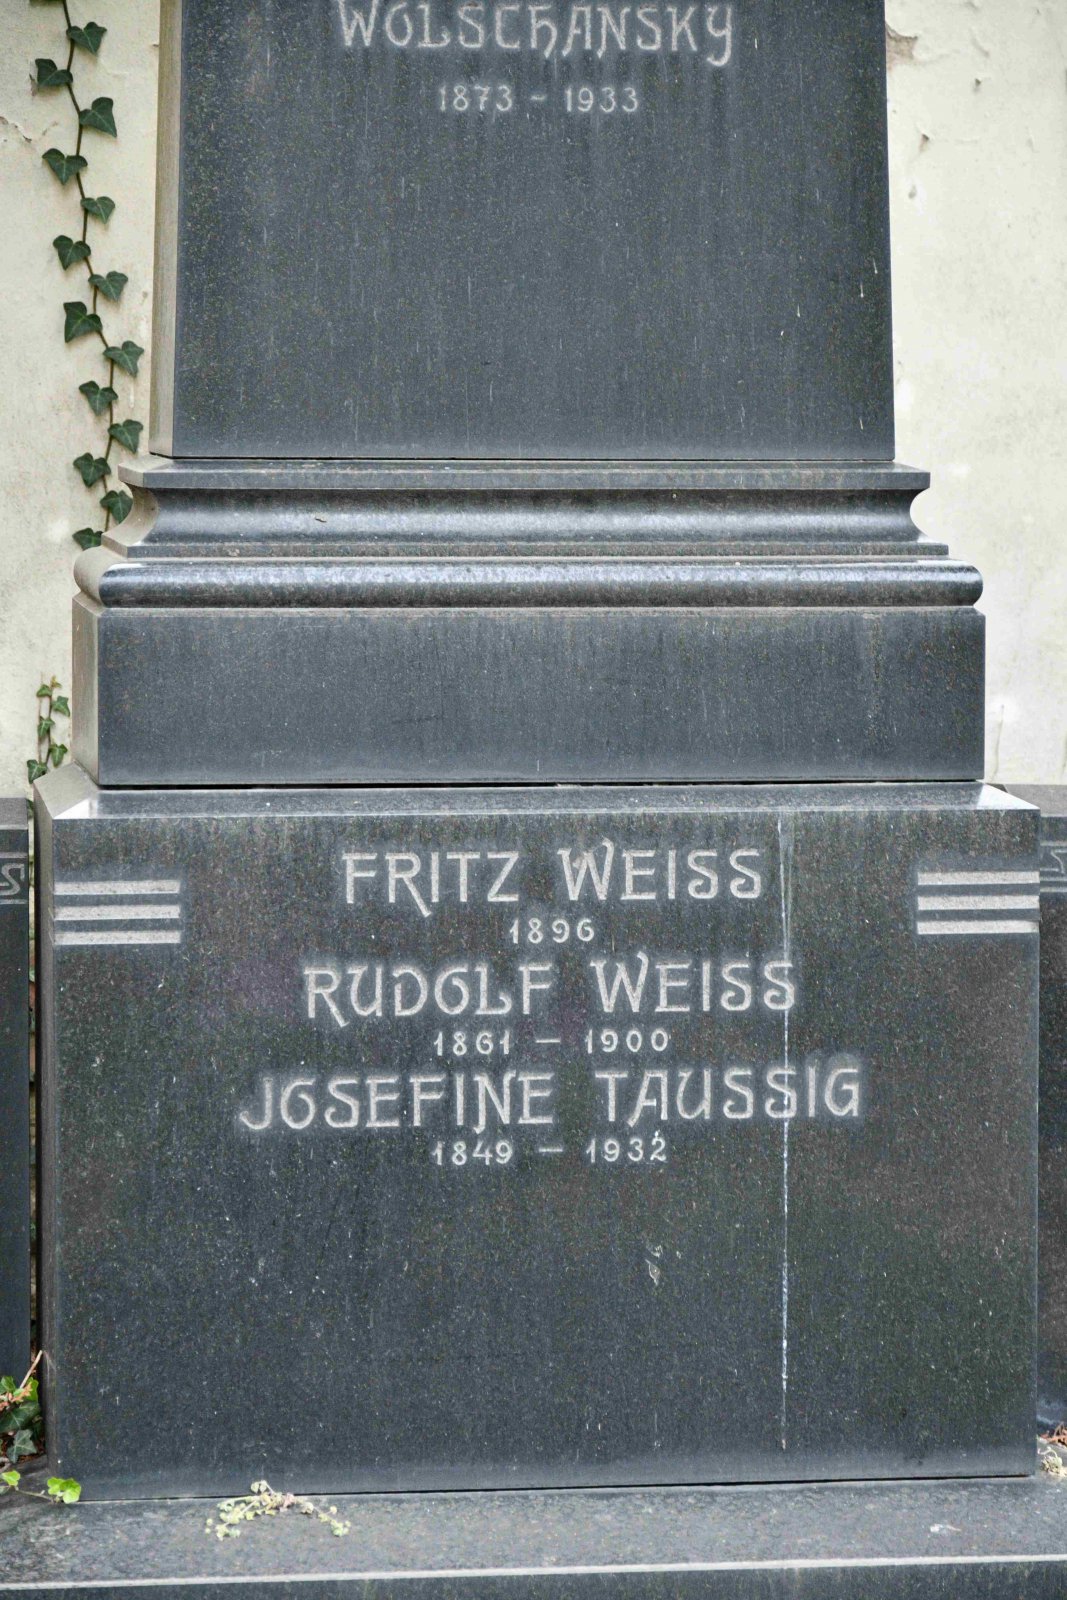 WOLSCHANSKY
1873 – 1933
FRITZ WEISS
1896
RUDOLF WEISS
1861 – 1900
JOSEFINE TAUSSIG
1849 – 1932